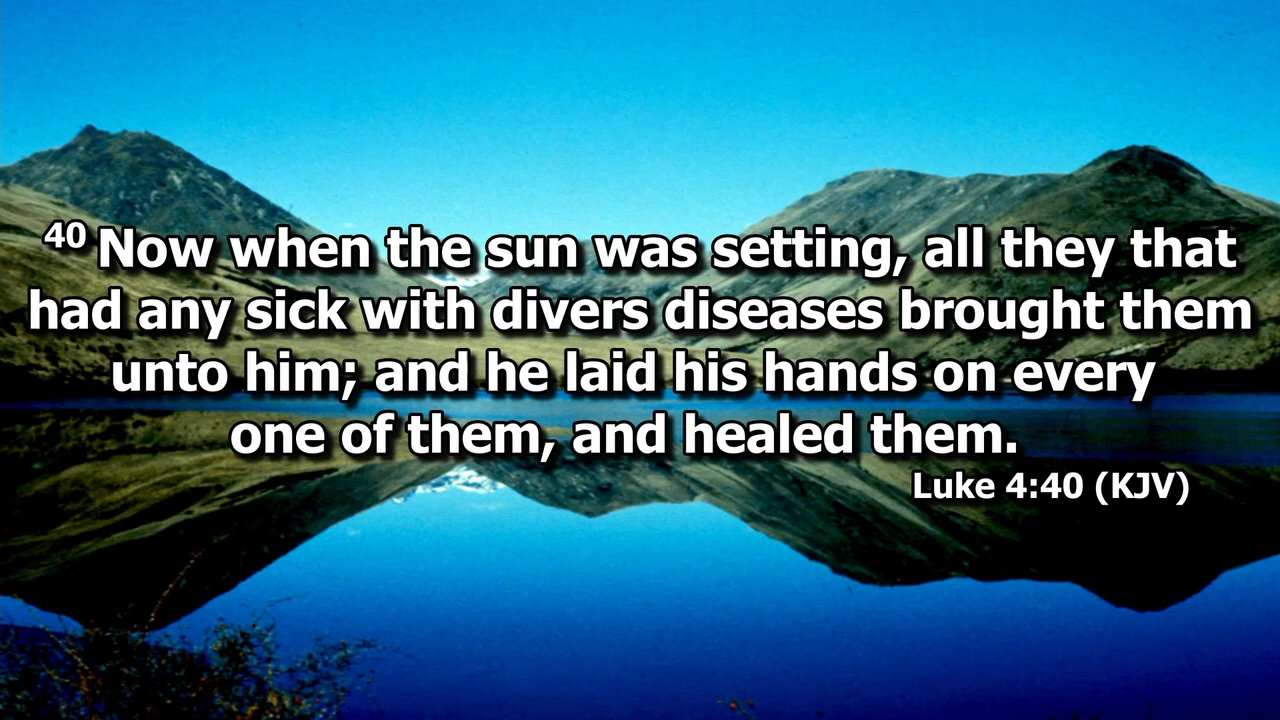 40 Now when the sun was setting, all they that
had any sick with divers diseases brought them
unto him; and he laid his hands on every
one of them, and healed them.
Luke 4:40 (KJV)